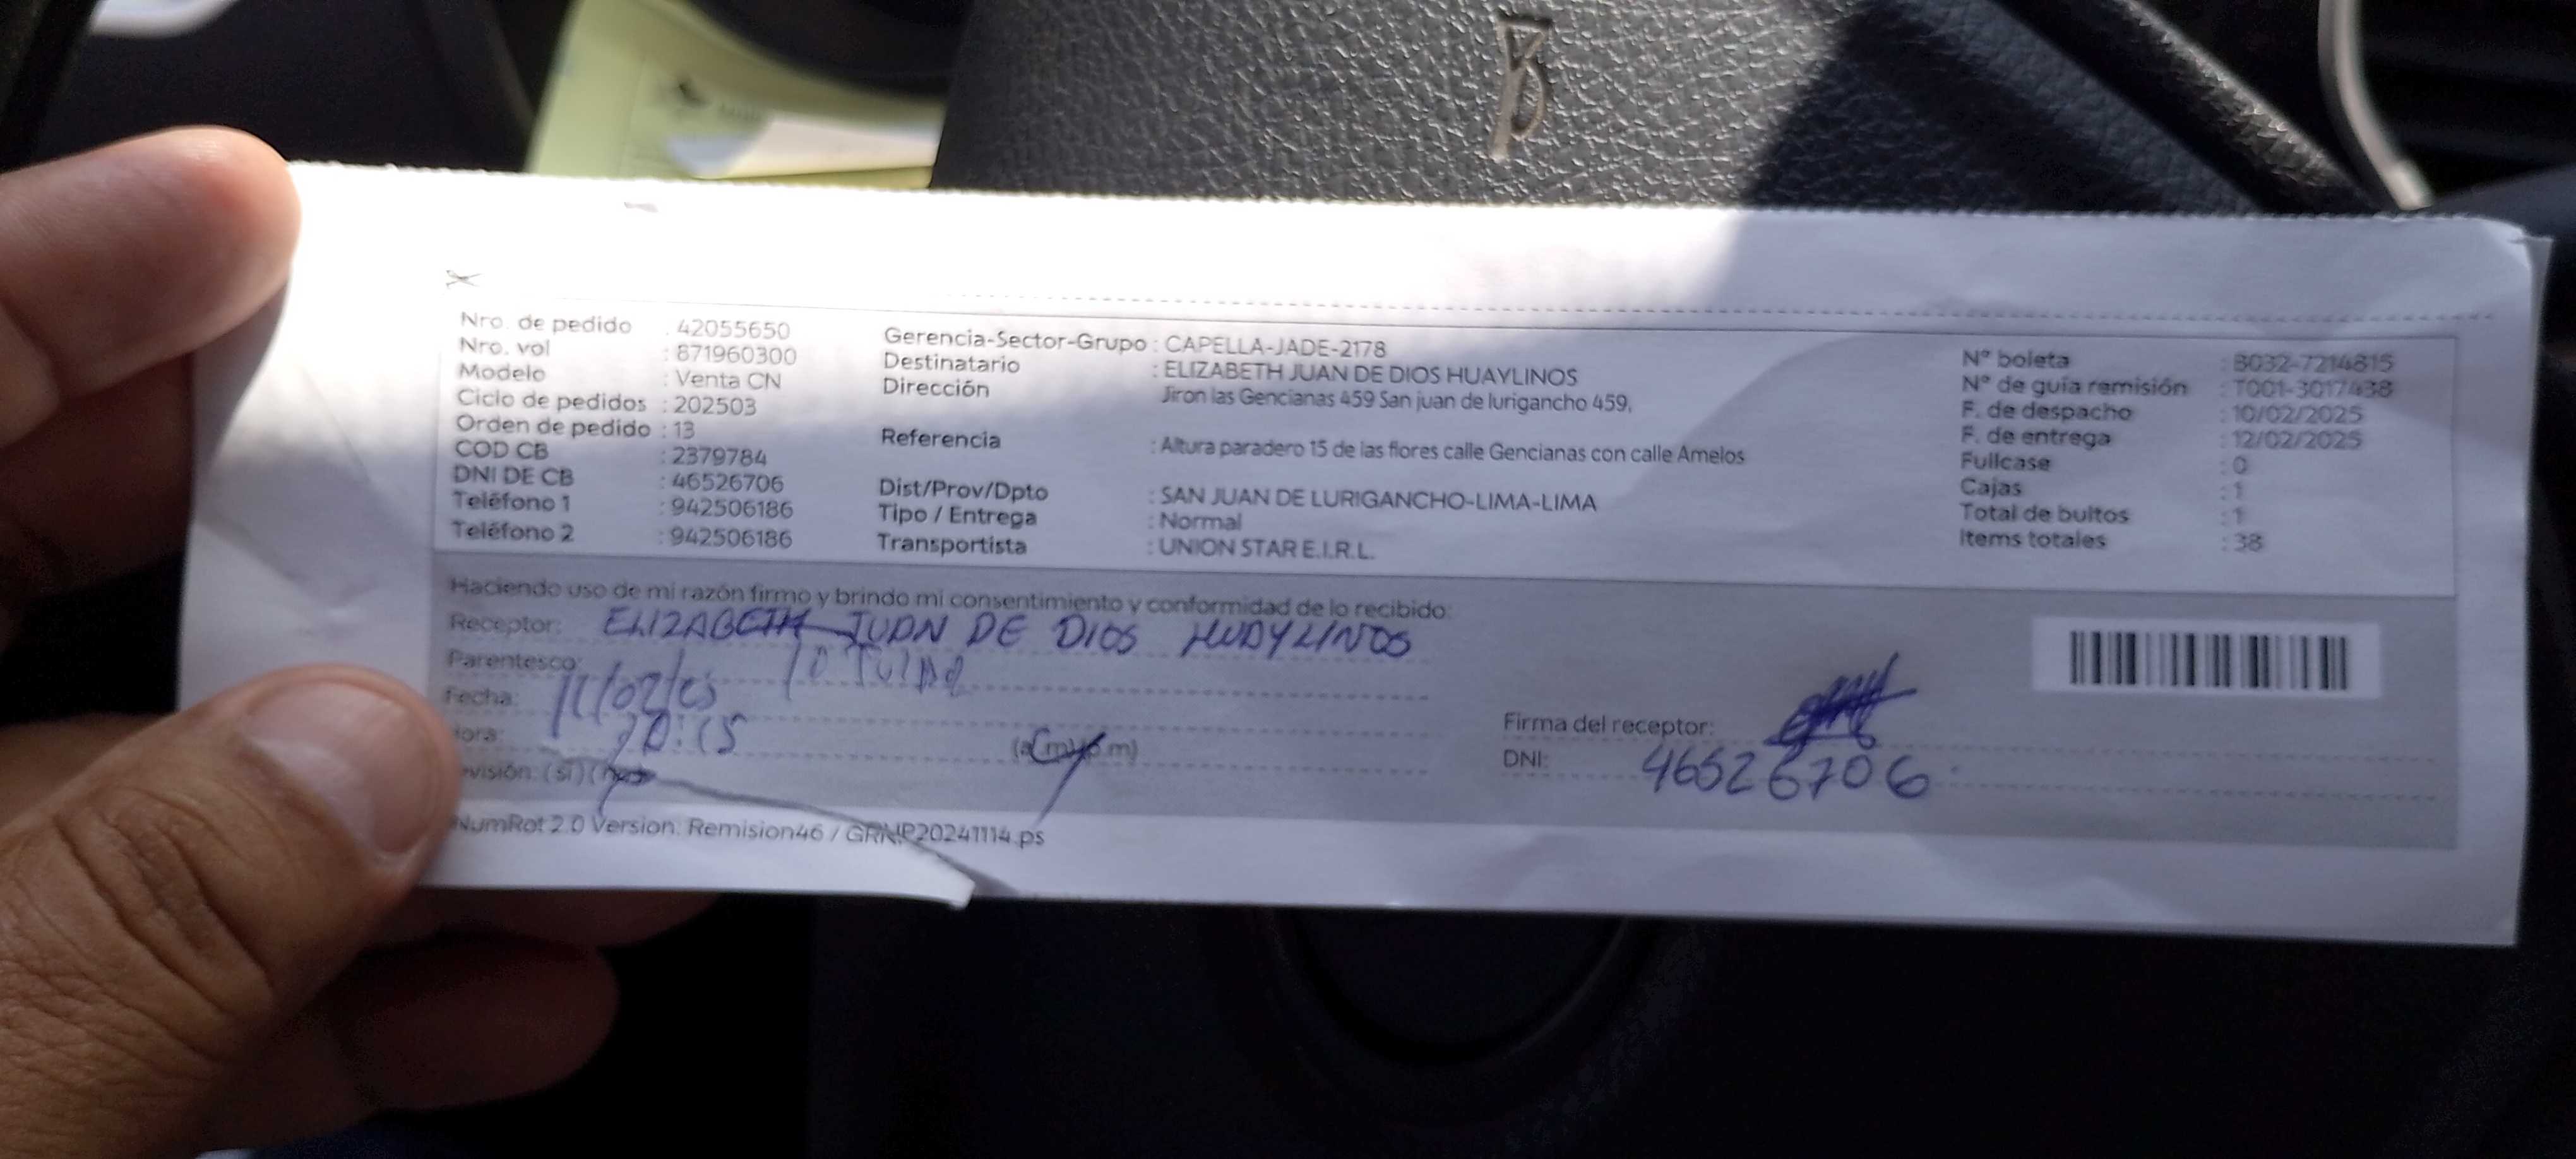 Nro. de pedido : 42055650
Nro. vol : 871960300
Modelo : Venta CN
Ciclo de pedidos : 202503
Orden de pedido : 13
COD CB : 2379784
DNI DE CB : 46526706
Teléfono 1 : 942506186
Teléfono 2 : 942506186
Gerencia-Sector-Grupo : CAPELLA-JADE-2178
Destinatario : ELIZABETH JUAN DE DIOS HUAYLINOS
Dirección Jiron las Gencianas 459 San juan de lurigancho 459,
Referencia : Altura paradero 15 de las flores calle Gencianas con calle Amelos
Dist/Prov/Dpto : SAN JUAN DE LURIGANCHO-LIMA-LIMA
Tipo / Entrega : Normal
Transportista : UNION STAR E.I.R.L.
N° boleta : B032-7214815
N° de guía remisión : T001-3017438
F. de despacho : 10/02/2025
F. de entrega : 12/02/2025
Fullcase : 0
Cajas : 1
Total de bultos : 1
Items totales : 38
Haciendo uso de mi razón firmo y brindo mi consentimiento y conformidad de lo recibido:
Receptor: ELIZABETH JUAN DE DIOS HUAYLINOS
Parentesco:
Fecha:
ora:
(a.m) (p.m)
evisión: (si) (no)
Firma del receptor:
DNI: 46526706
NumRot 2.0 Version: Remision46 / GRNP20241114.ps